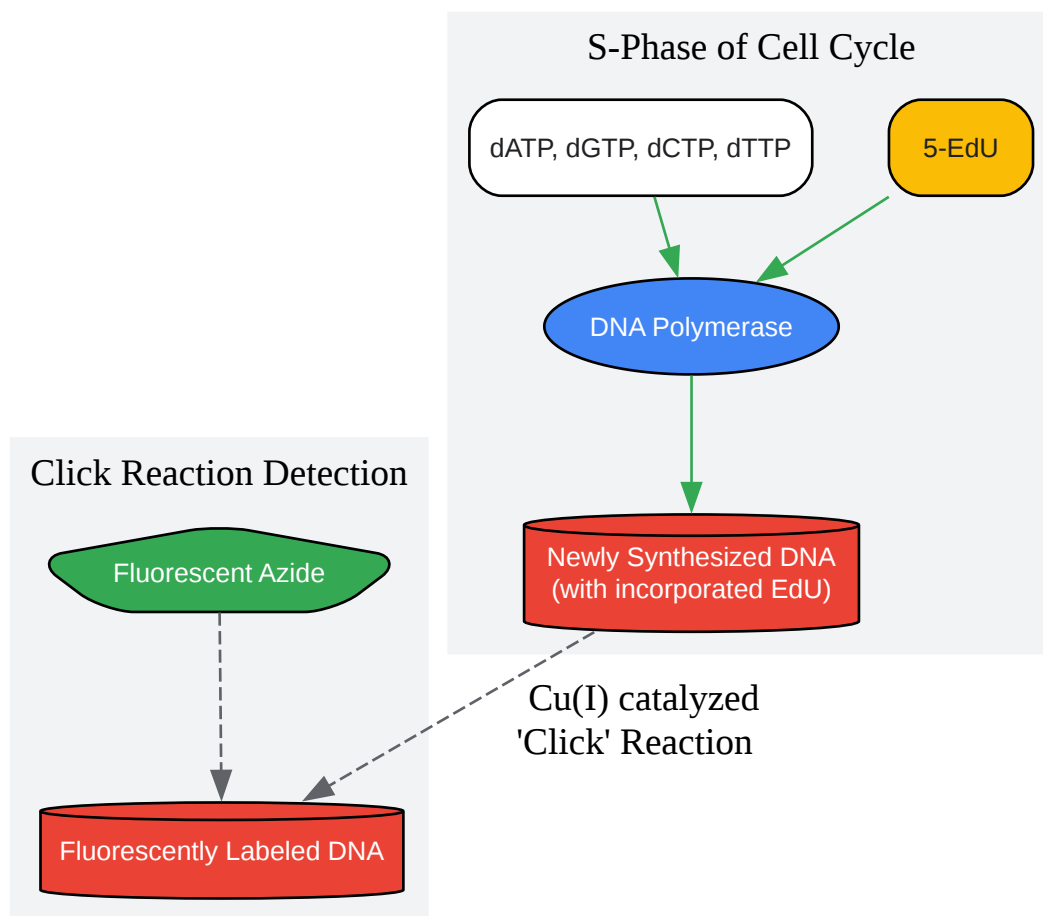 S-Phase of Cell Cycle
dATP, dGTP, dCTP, dTTP
5-EdU
DNA Polymerase
Newly Synthesized DNA
(with incorporated EdU)
Cu(I) catalyzed
'Click' Reaction
Click Reaction Detection
Fluorescent Azide
Fluorescently Labeled DNA